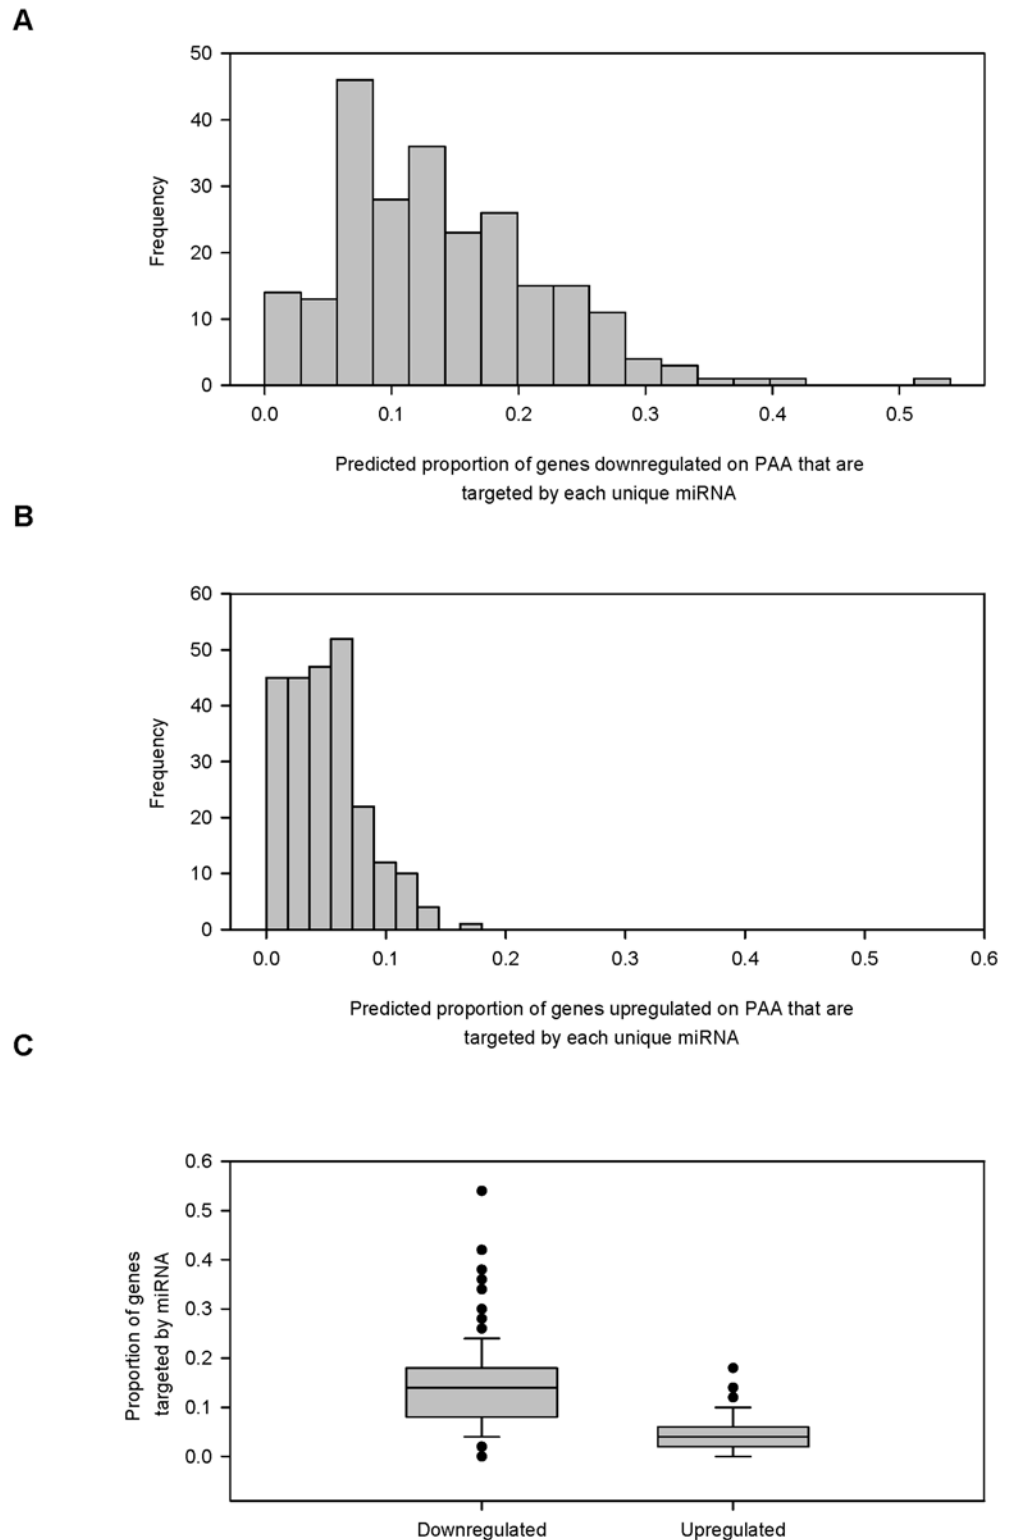 A
50
40
30
20
10
0
Frequency
0.0 0.1 0.2 0.3 0.4 0.5
Predicted proportion of genes downregulated on PAA that are
targeted by each unique miRNA
B
60
50
40
30
20
10
0
Frequency
0.0 0.1 0.2 0.3 0.4 0.5 0.6
Predicted proportion of genes upregulated on PAA that are
targeted by each unique miRNA
C
0.6
0.5
0.4
0.3
0.2
0.1
0.0
Proportion of genes
targeted by miRNA
Downregulated Upregulated